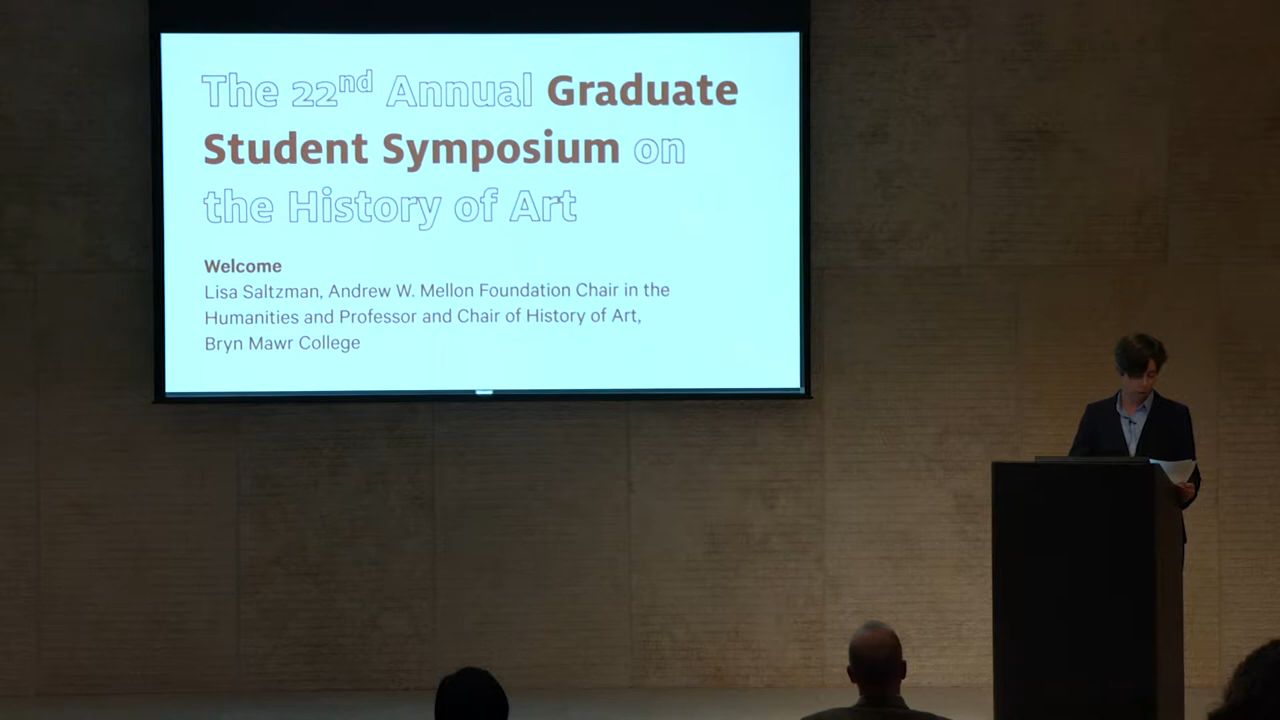 The 22nd Annual Graduate
Student Symposium on
the History of Art
Welcome
Lisa Saltzman, Andrew W. Mellon Foundation Chair in the
Humanities and Professor and Chair of History of Art,
Bryn Mawr College